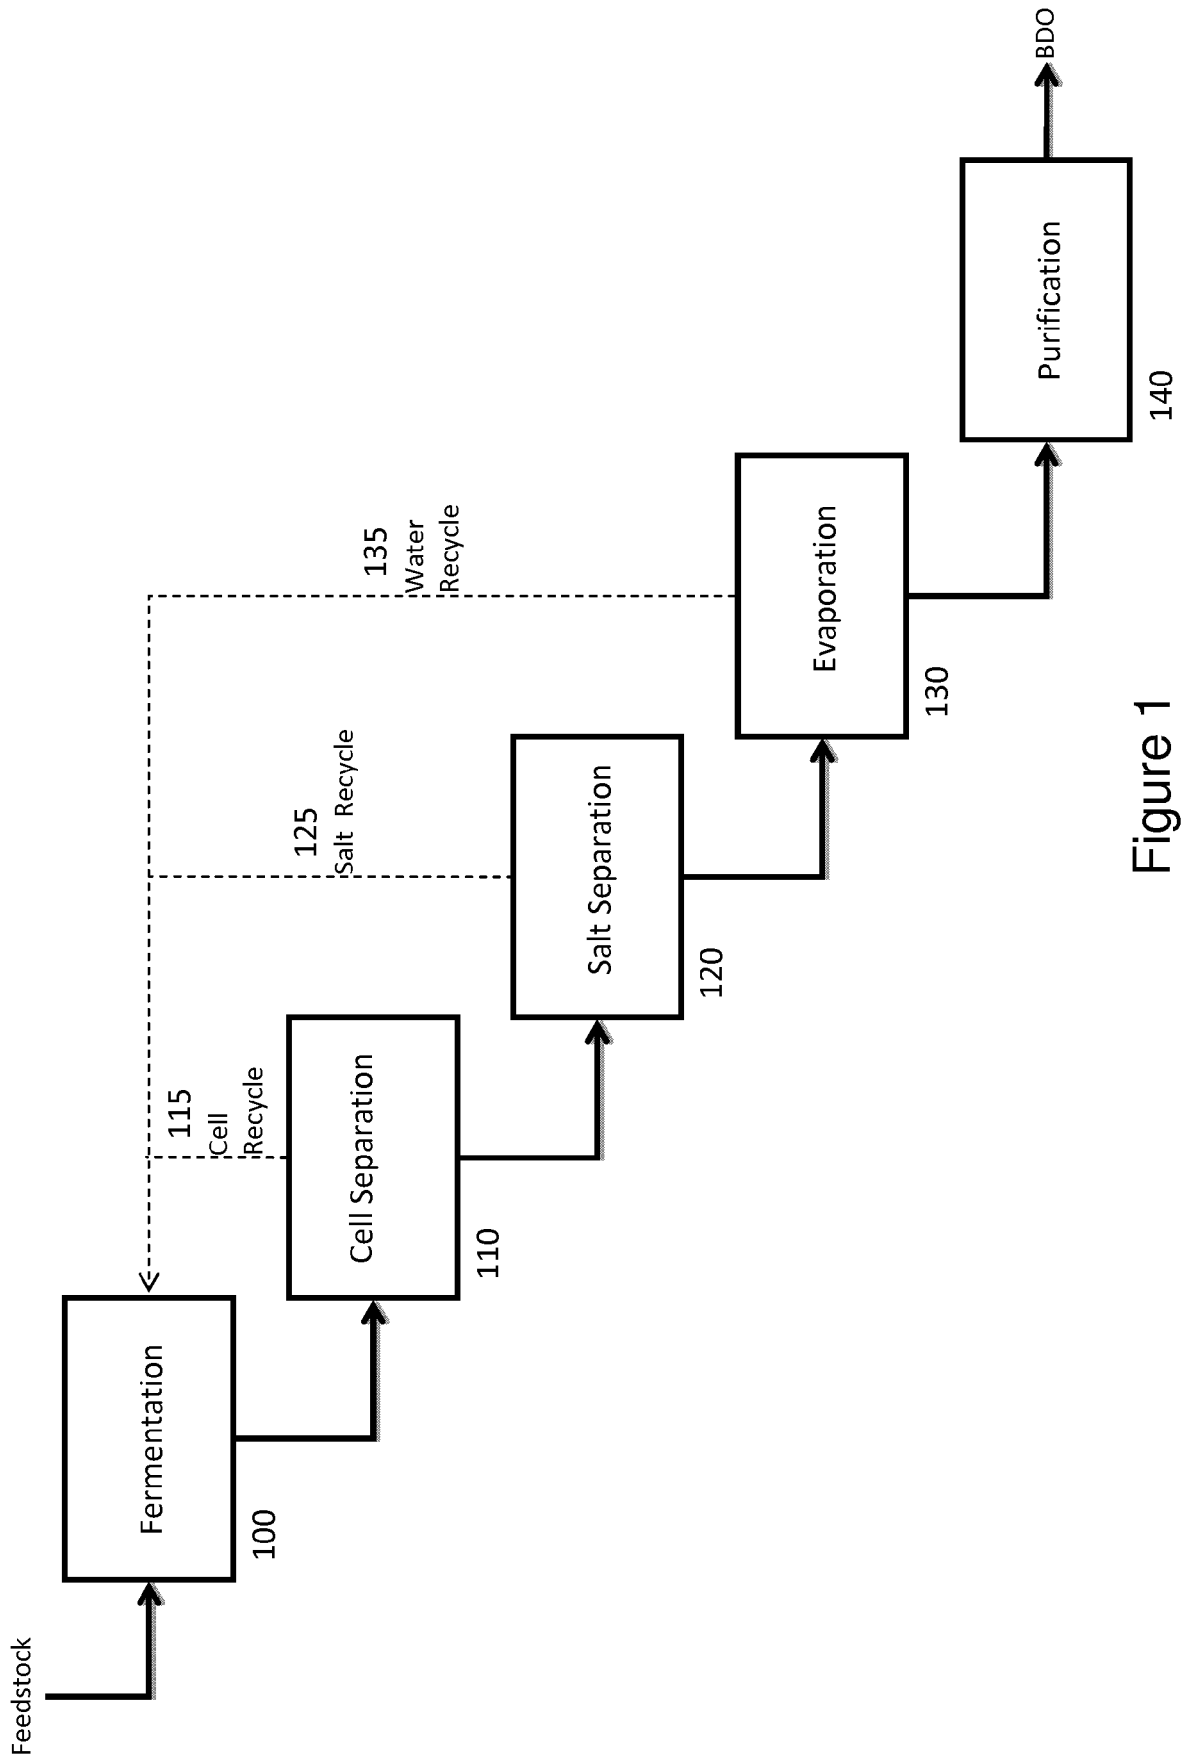 Feedstock
Fermentation
100
115
Cell
Recycle
Cell Separation
110
125
Salt Recycle
Salt Separation
120
135
Water
Recycle
Evaporation
130
Purification
140
BDO
Figure 1